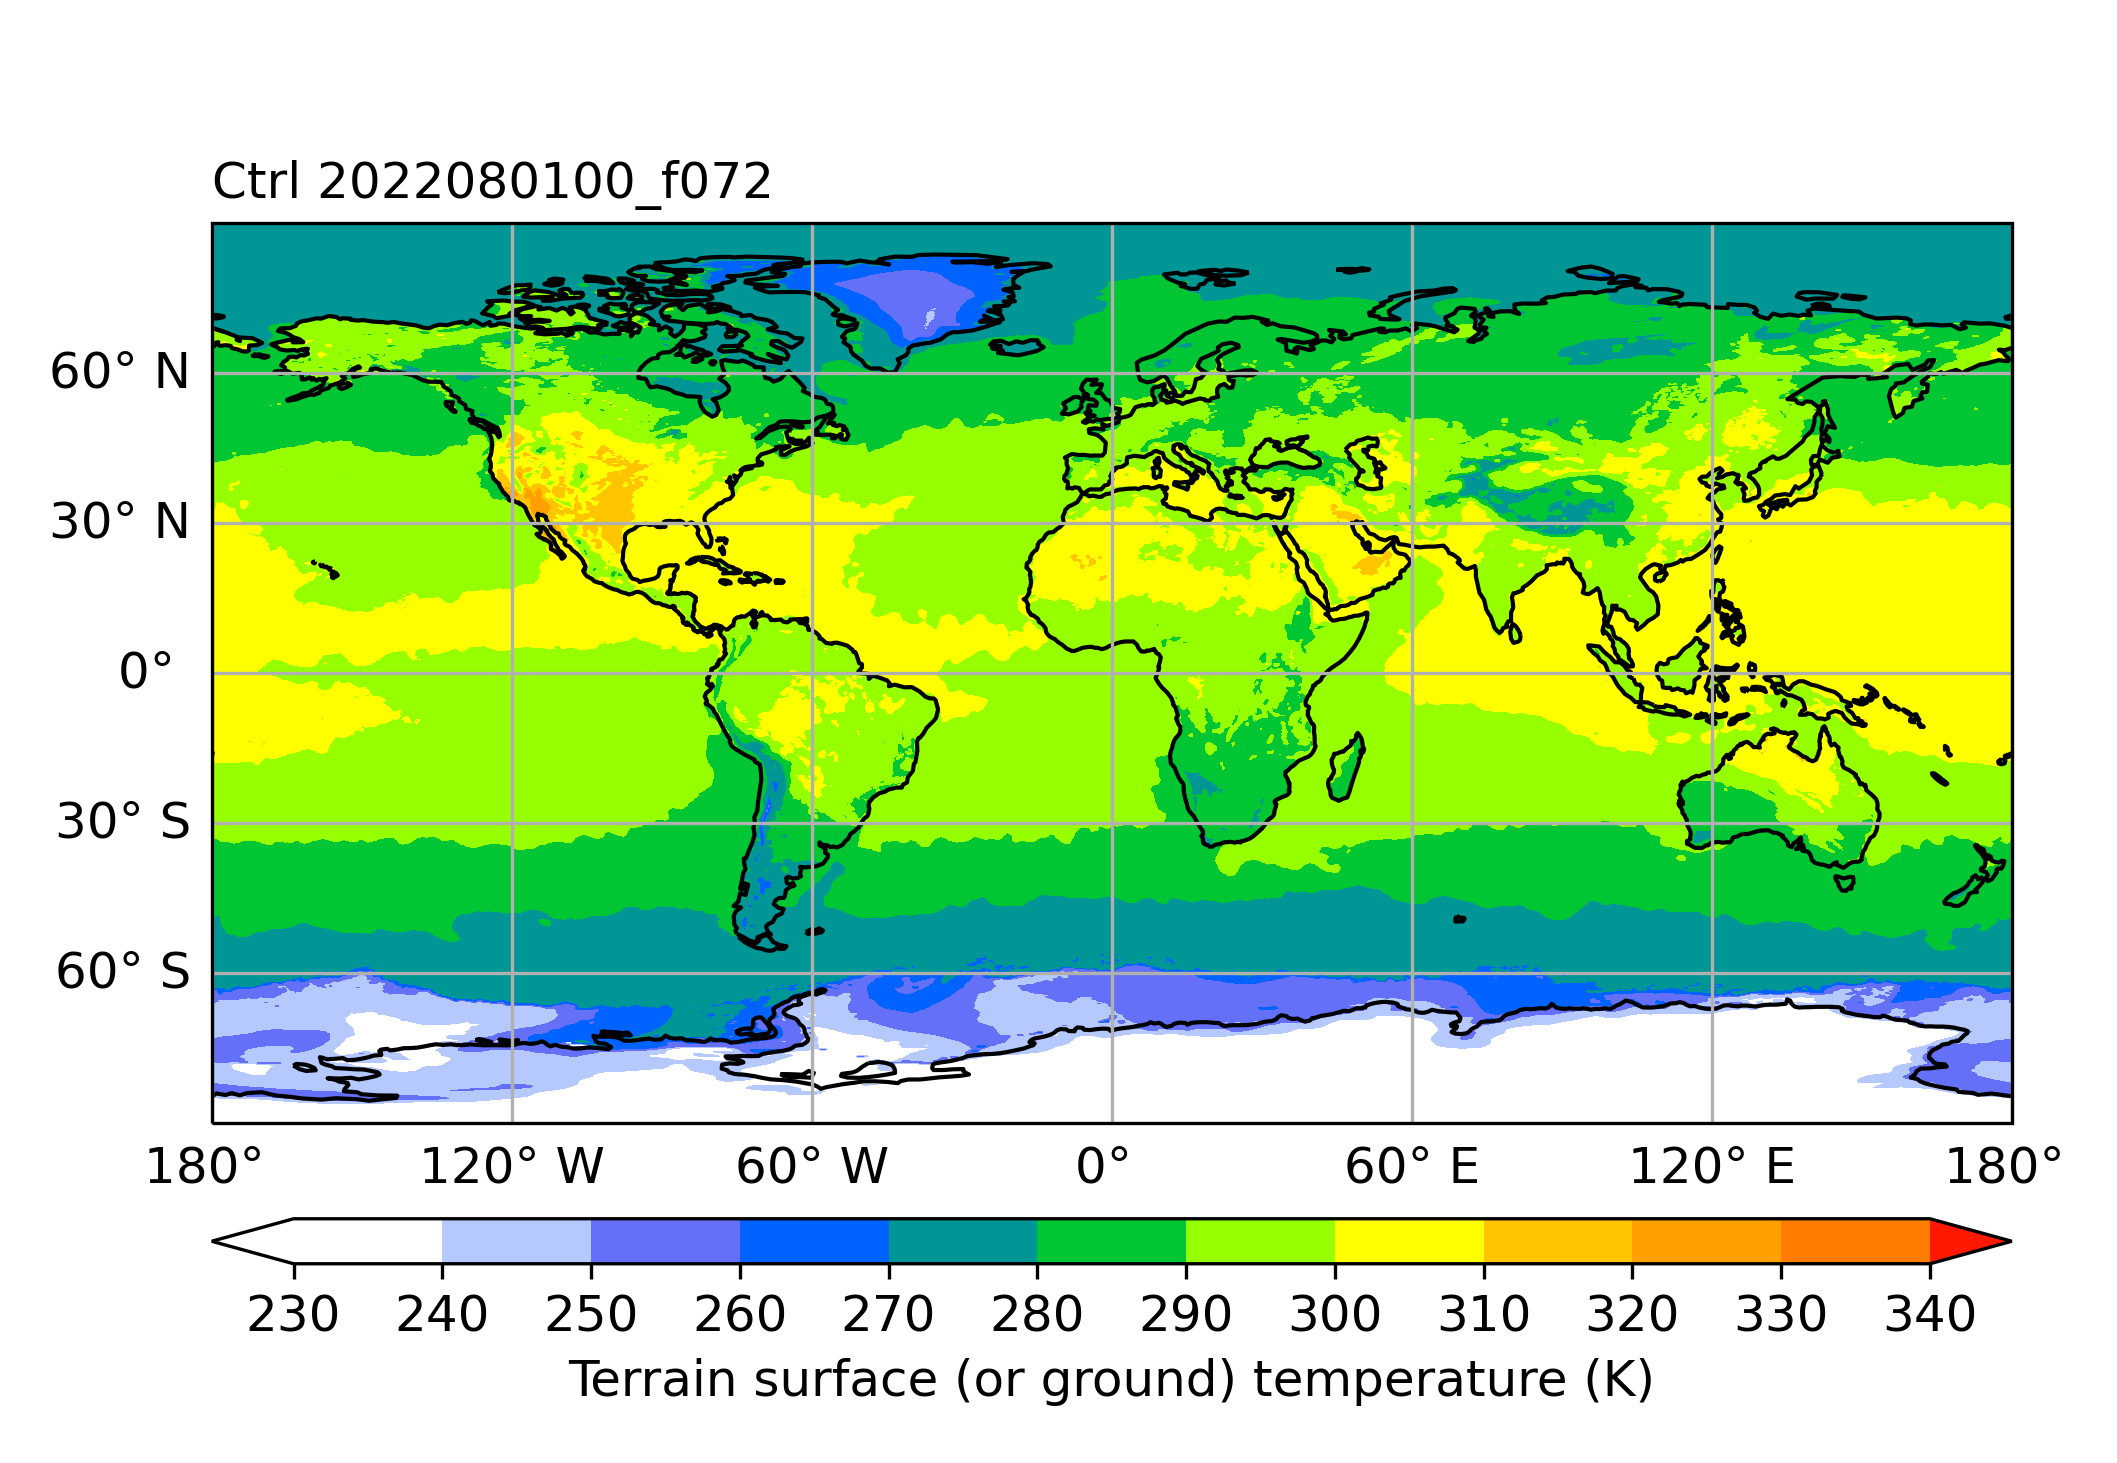 Ctrl 2022080100_f072
60° N
30° N
0°
30° S
60° S
180° 120° W 60° W 0° 60° E 120° E 180°
230 240 250 260 270 280 290 300 310 320 330 340
Terrain surface (or ground) temperature (K)